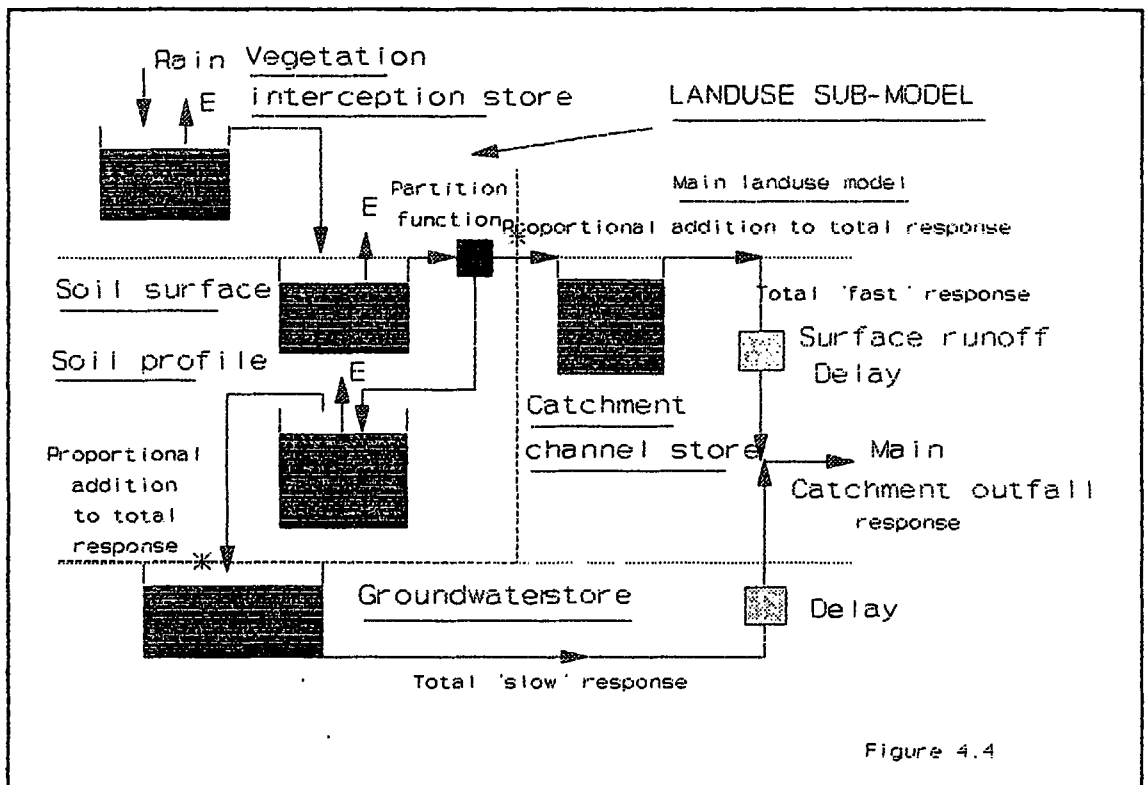 Rain Vegetation
interception store
E
LANDUSE SUB-MODEL
Partition
function
E
Main landuse model
Proportional addition to total response
Soil surface
Total 'fast' response
Surface runoff
Delay
Soil profile
E
Catchment
channel store
Proportional
addition
to total
response
Main
Catchment outfall
response
Groundwaterstore
Delay
Total 'slow' response
Figure 4.4